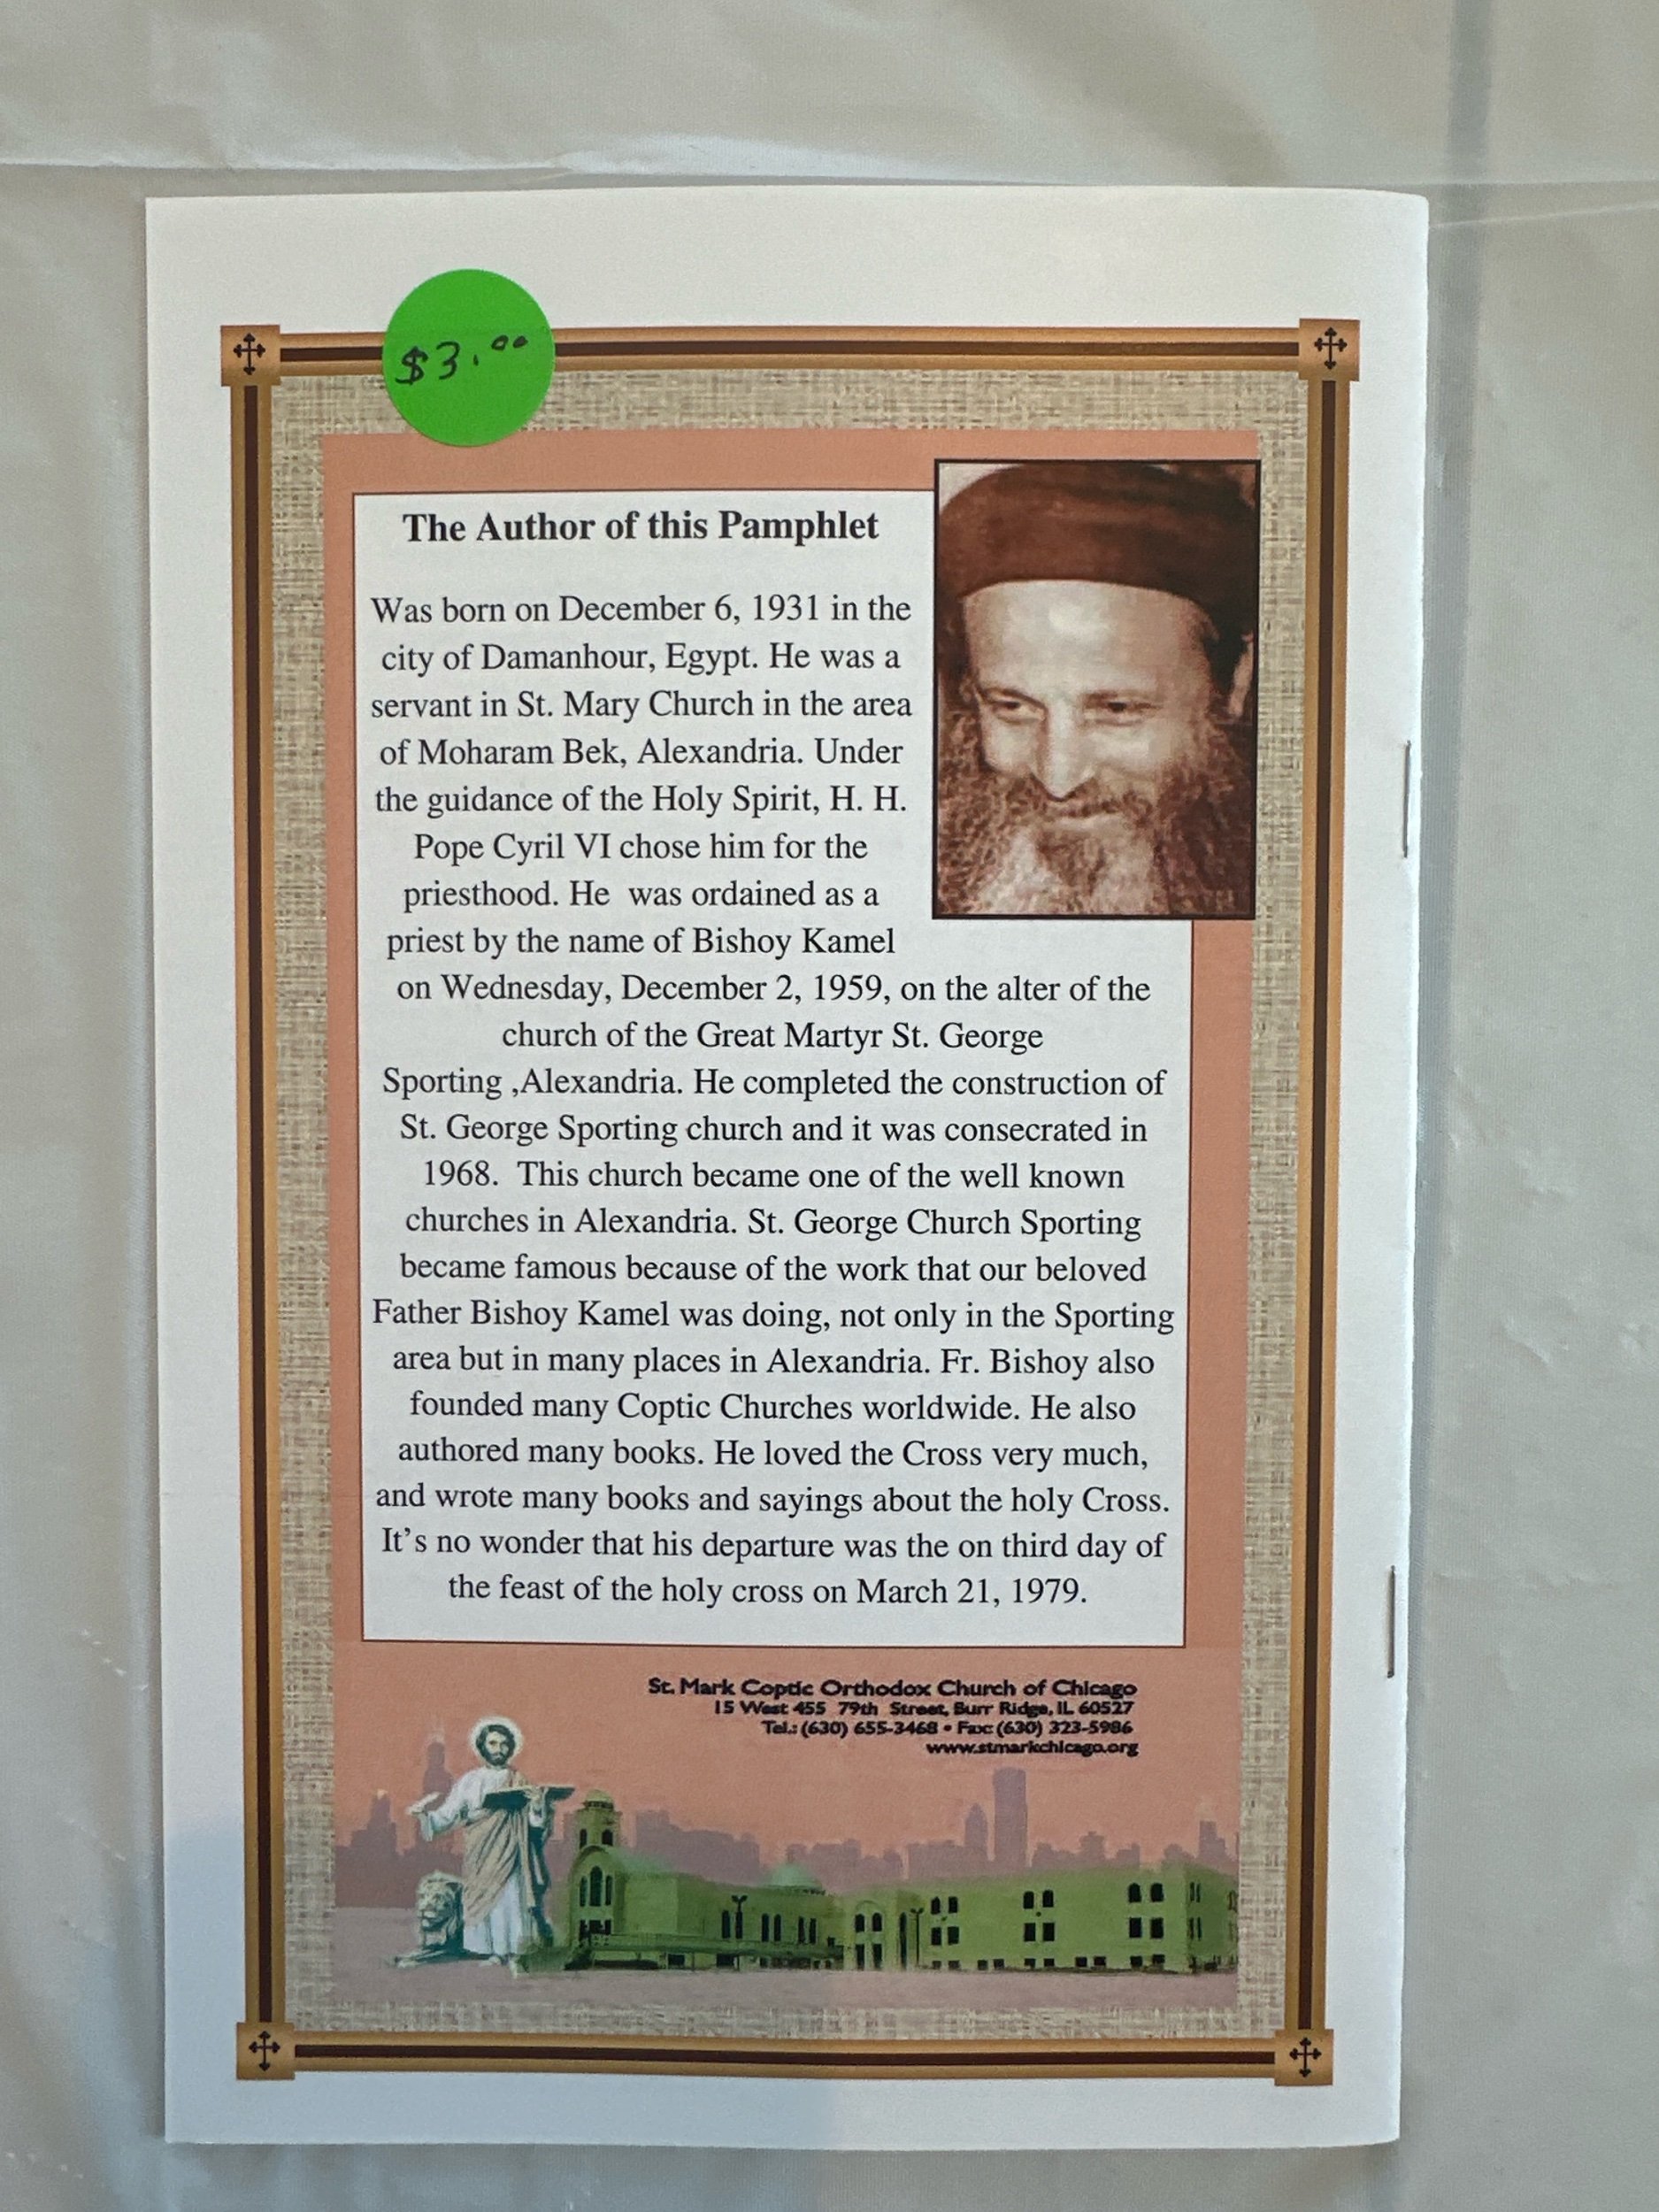 $3.00
The Author of this Pamphlet
Was born on December 6, 1931 in the
city of Damanhour, Egypt. He was a
servant in St. Mary Church in the area
of Moharam Bek, Alexandria. Under
the guidance of the Holy Spirit, H. H.
Pope Cyril VI chose him for the
priesthood. He  was ordained as a
priest by the name of Bishoy Kamel
on Wednesday, December 2, 1959, on the alter of the
church of the Great Martyr St. George
Sporting ,Alexandria. He completed the construction of
St. George Sporting church and it was consecrated in
1968.  This church became one of the well known
churches in Alexandria. St. George Church Sporting
became famous because of the work that our beloved
Father Bishoy Kamel was doing, not only in the Sporting
area but in many places in Alexandria. Fr. Bishoy also
founded many Coptic Churches worldwide. He also
authored many books. He loved the Cross very much,
and wrote many books and sayings about the holy Cross.
It's no wonder that his departure was the on third day of
the feast of the holy cross on March 21, 1979.
St. Mark Coptic Orthodox Church of Chicago
15 West 455  79th  Street, Burr Ridge, IL 60527
Tel.: (630) 655-3468 • Fax: (630) 323-5986
www.stmarkchicago.org